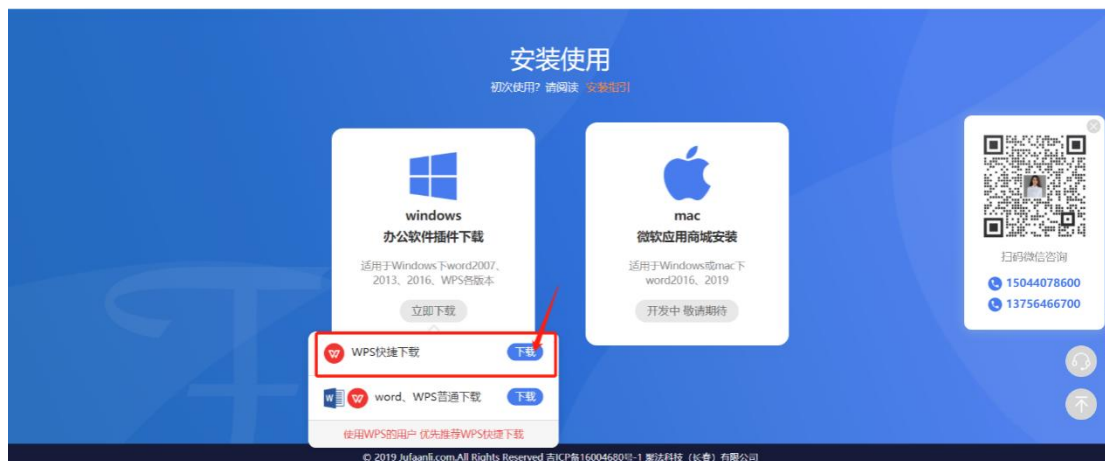 安装使用
初次使用？请阅读 安装指引
windows
办公软件插件下载
适用于Windows下word2007、
2013、2016、WPS各版本
立即下载
mac
微软应用商城安装
适用于Windows或mac下
word2016、2019
开发中 敬请期待
扫码微信咨询
15044078600
13756466700
WPS快捷下载 下载
word、WPS普通下载 下载
使用WPS的用户 优先推荐WPS快捷下载
© 2019 Jufaanli.com.All Rights Reserved 吉ICP备16004680号-1 聚法科技（长春）有限公司